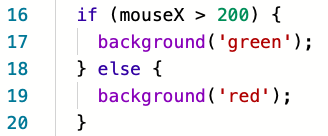 16 if (mouseX > 200) {
17 background('green');
18 } else {
19 background('red');
20 }